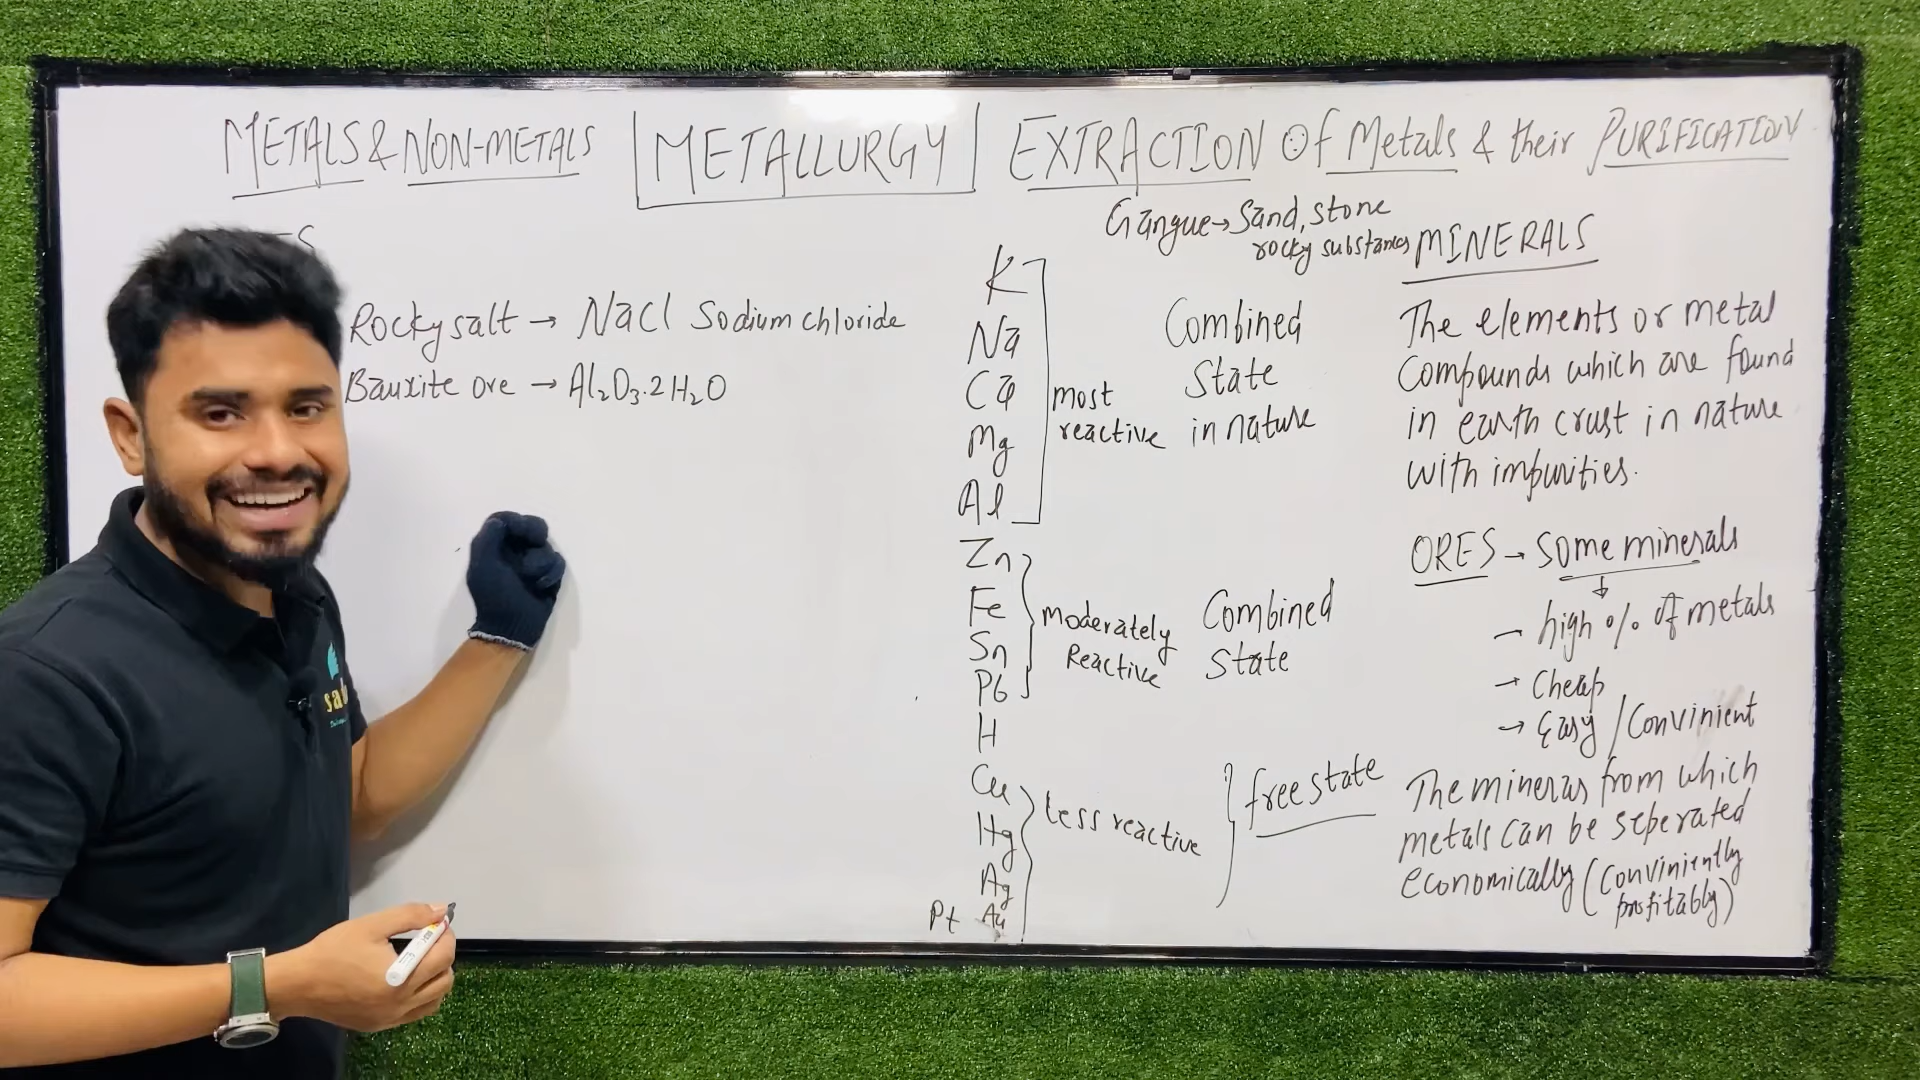 METALS & NON-METALS
METALLURGY
EXTRACTION Of Metals & their PURIFICATION
Rocky salt → NaCl Sodium chloride
Bauxite ore → Al₂O₃.2H₂O
Gangue → Sand, stone
rocky substances
K
Na
Ca
Mg
Al
most
reactive
Combined
State
in nature
Zn
Fe
Sn
Pb
moderately
Reactive
Combined
State
H
Cu
Hg
Ag
Pt Au
less reactive
free state
MINERALS
The elements or metal
Compounds which are found
in earth crust in nature
with impurities.
ORES → Some minerals
↓
→ high % of metals
→ Cheap
→ Easy / Convinient
The mineras from which
metals can be seperated
economically (Conviniently
profitably)